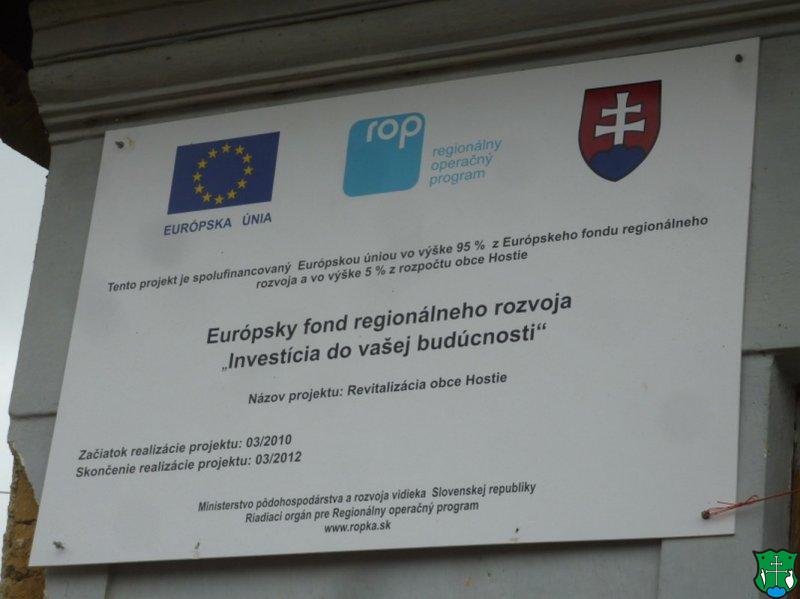 EURÓPSKA ÚNIA
rop
regionálny
operačný
program
Tento projekt je spolufinancovaný Európskou úniou vo výške 95 % z Európskeho fondu regionálneho
rozvoja a vo výške 5 % z rozpočtu obce Hostie
Európsky fond regionálneho rozvoja
„Investícia do vašej budúcnosti“
Názov projektu: Revitalizácia obce Hostie
Začiatok realizácie projektu: 03/2010
Skončenie realizácie projektu: 03/2012
Ministerstvo pôdohospodárstva a rozvoja vidieka Slovenskej republiky
Riadiaci orgán pre Regionálny operačný program
www.ropka.sk